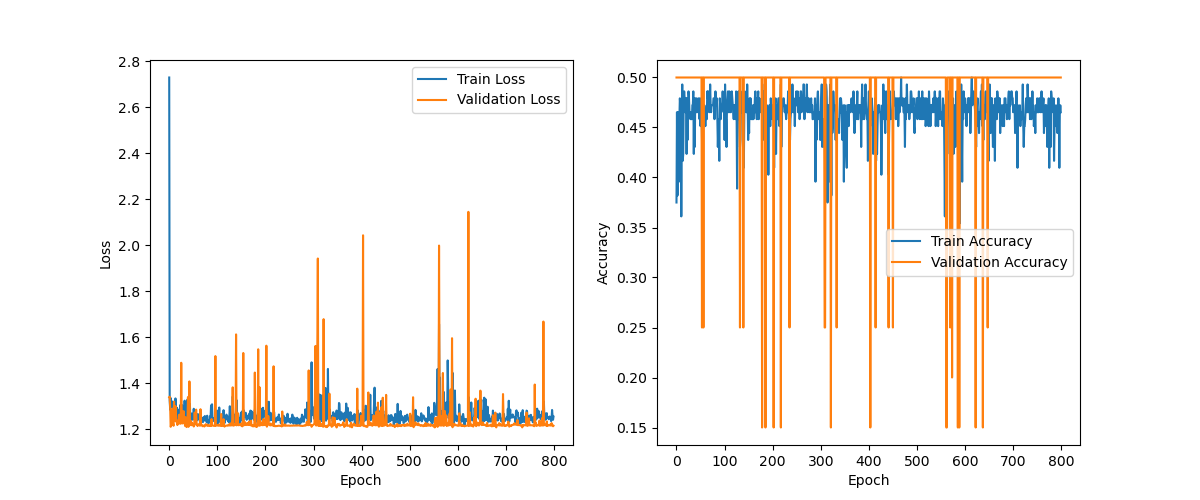 2.8
2.6
2.4
2.2
2.0
1.8
1.6
1.4
1.2
Loss
0 100 200 300 400 500 600 700 800
Epoch
Train Loss
Validation Loss
0.50
0.45
0.40
0.35
0.30
0.25
0.20
0.15
Accuracy
0 100 200 300 400 500 600 700 800
Epoch
Train Accuracy
Validation Accuracy